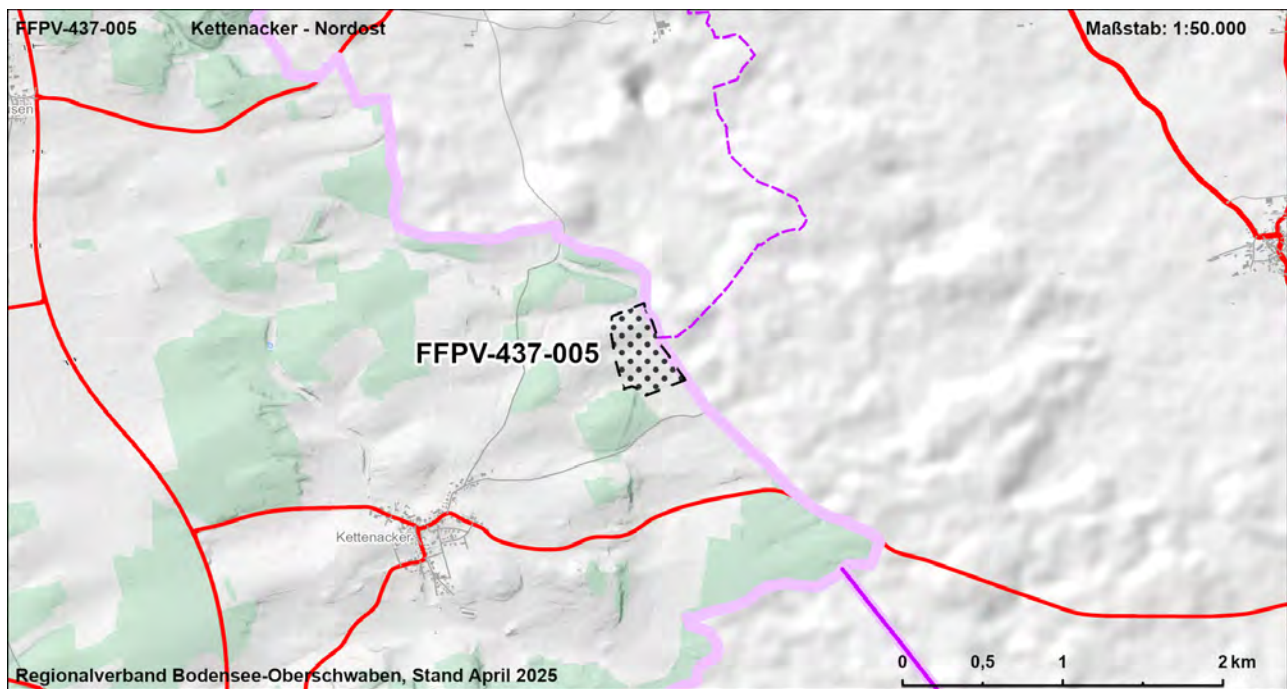 FFPV-437-005 Kettenacker - Nordost Maßstab: 1:50.000
FFPV-437-005
Kettenacker
Regionalverband Bodensee-Oberschwaben, Stand April 2025
0 0,5 1 2 km